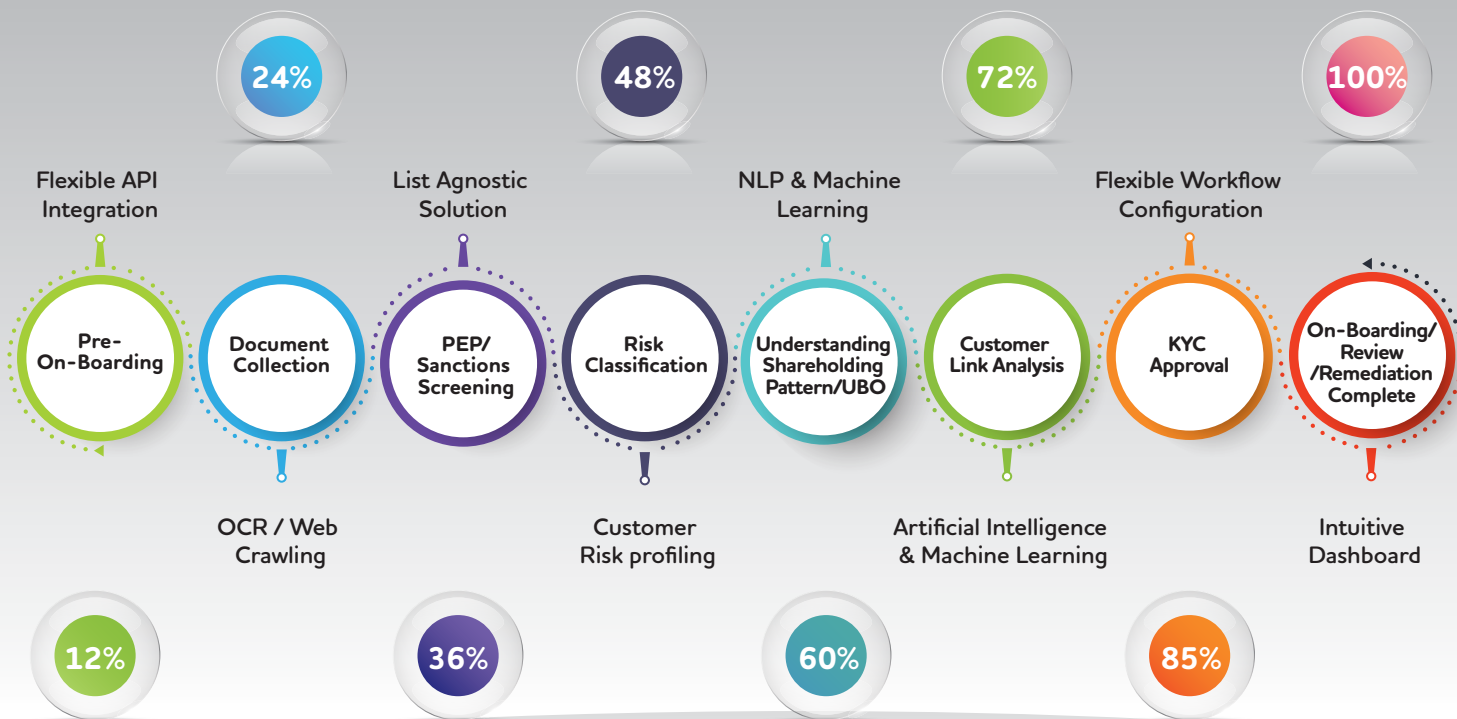 24%
48%
72%
100%
Flexible API
Integration
List Agnostic
Solution
NLP & Machine
Learning
Flexible Workflow
Configuration
Pre-
On-Boarding
Document
Collection
PEP/
Sanctions
Screening
Risk
Classification
Understanding
Shareholding
Pattern/UBO
Customer
Link Analysis
KYC
Approval
On-Boarding/
Review
/Remediation
Complete
OCR / Web
Crawling
Customer
Risk profiling
Artificial Intelligence
& Machine Learning
Intuitive
Dashboard
12%
36%
60%
85%